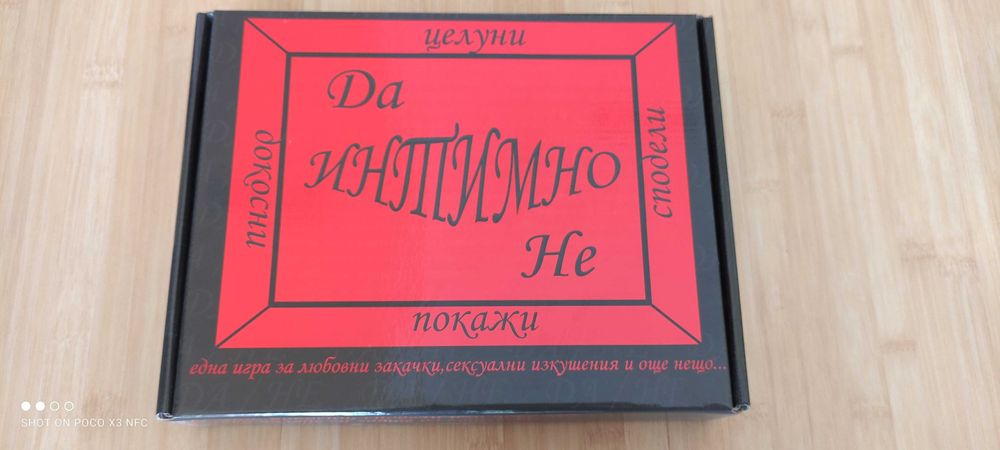 целуни
Да
ИНТИМНО
Не
докосни
сподели
покажи
една игра за любовни закачки,сексуални изкушения и още нещо...
SHOT ON POCO X3 NFC